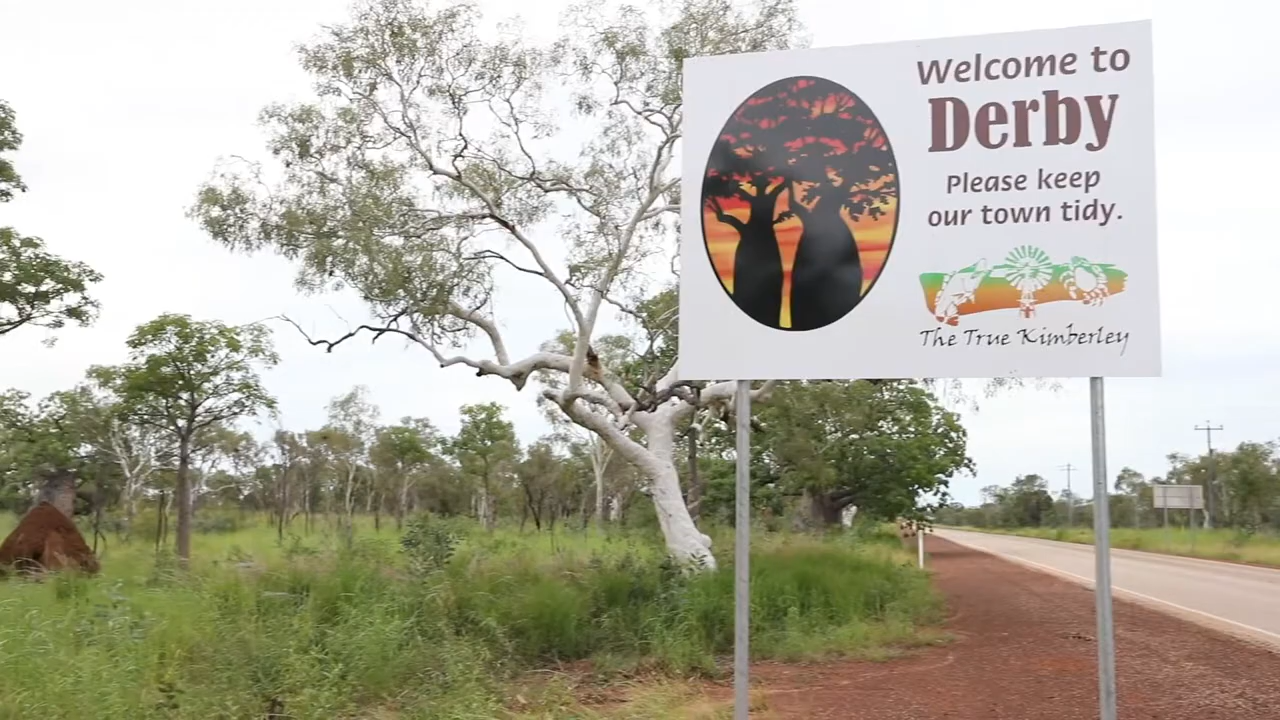 Welcome to
Derby
Please keep
our town tidy.
The True Kimberley